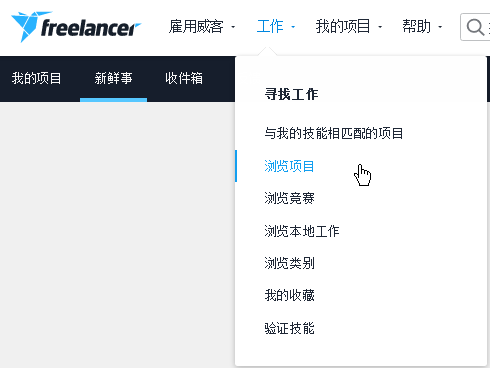 freelancer 雇用威客 工作 我的项目 帮助
我的项目 新鲜事 收件箱
寻找工作
与我的技能相匹配的项目
浏览项目
浏览竞赛
浏览本地工作
浏览类别
我的收藏
验证技能